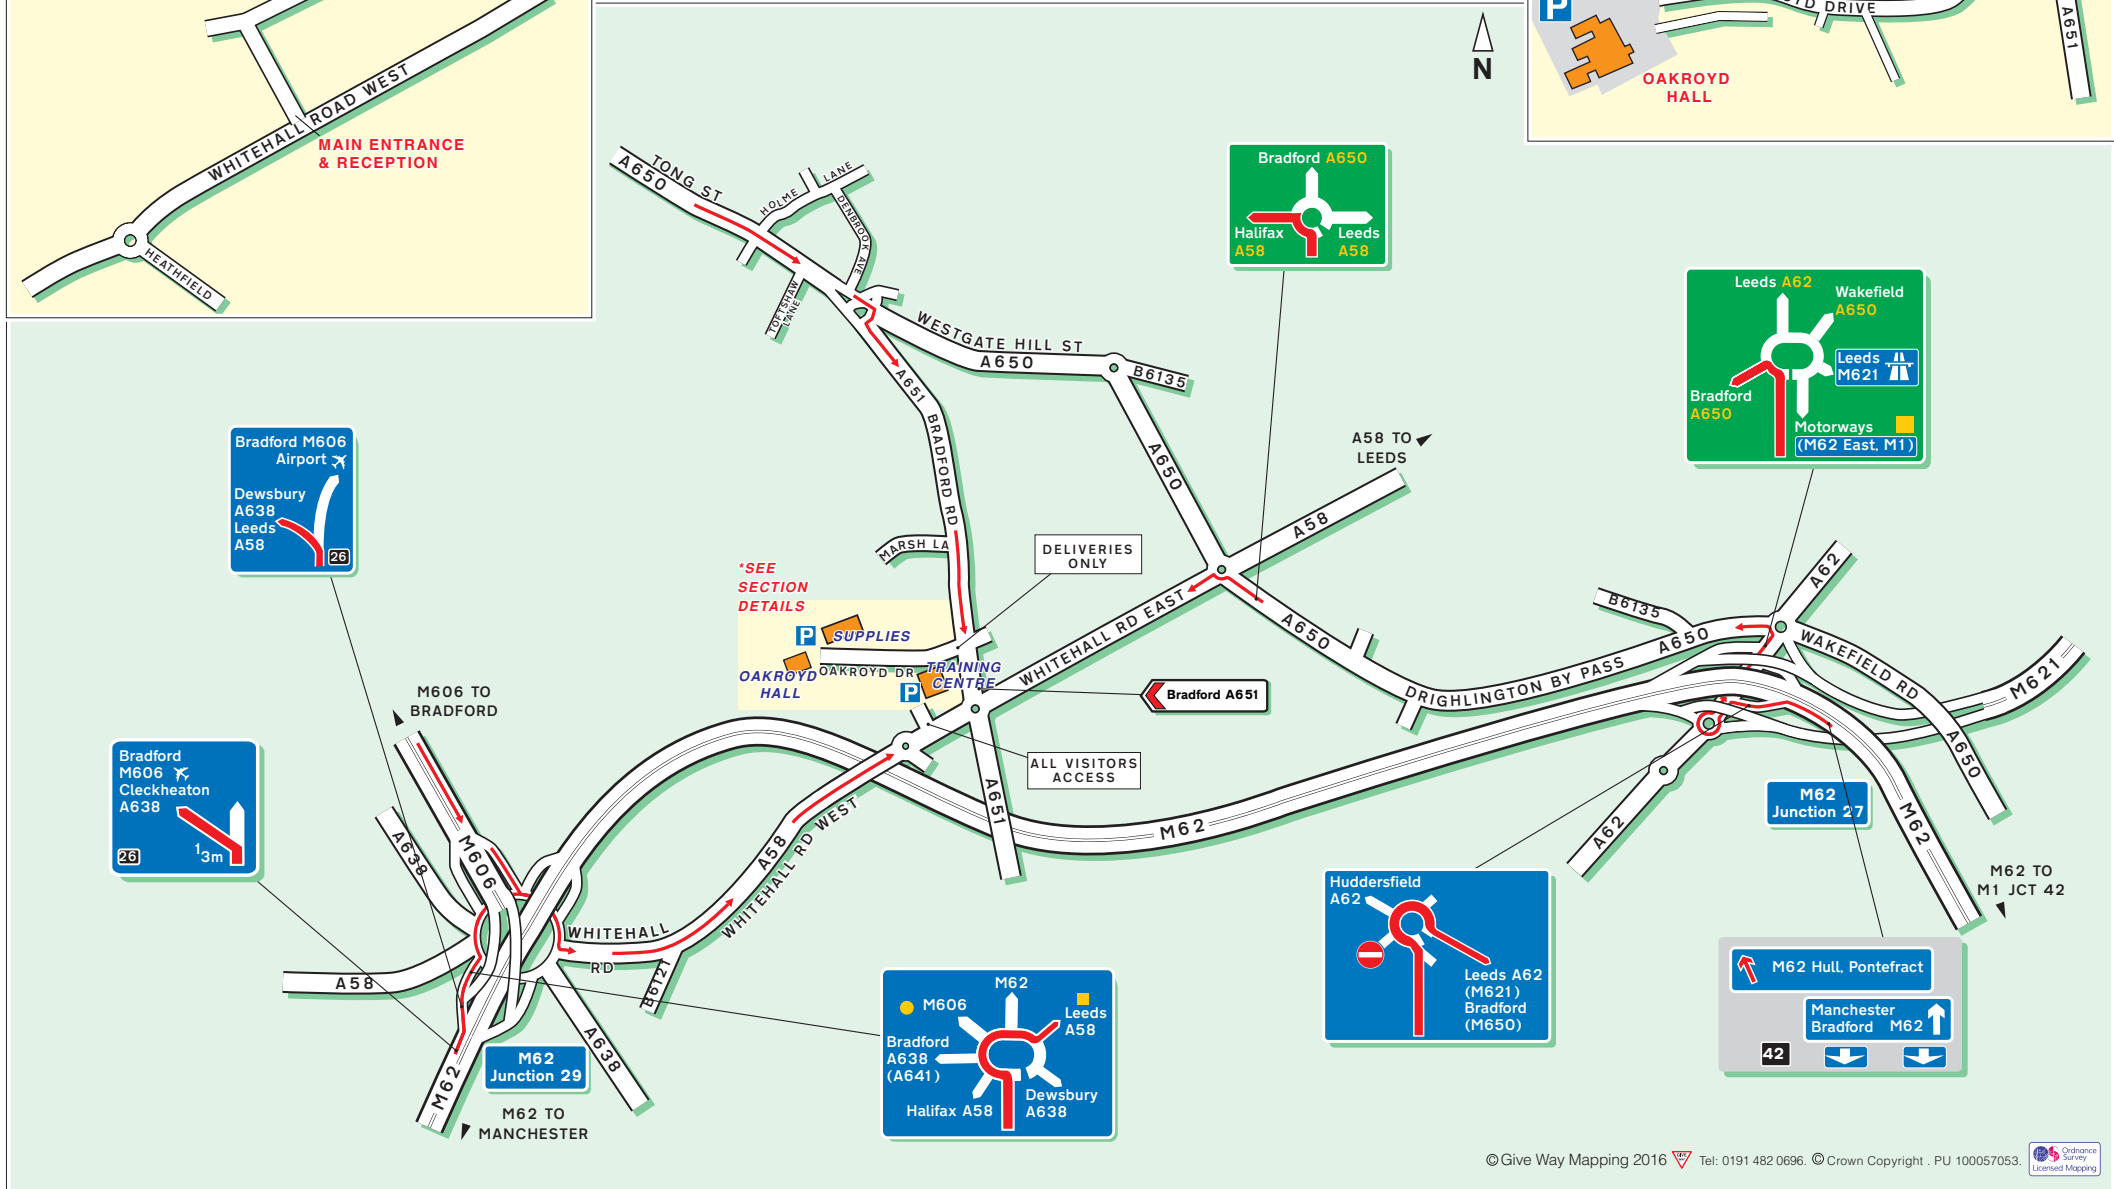 WHITEHALL ROAD WEST
MAIN ENTRANCE
& RECEPTION
HEATHFIELD
N
P
DRIVE
A651
OAKROYD
HALL
A650
TONG ST
HOLME LANE
DENBROOK AVE
TOFTSHAW
LANE
WESTGATE HILL ST
A650
B6135
A651
BRADFORD RD
A650
MARSH LA
Bradford A650
Halifax
A58
Leeds
A58
Leeds A62
Wakefield
A650
Leeds
M621
Bradford
A650
Motorways
(M62 East, M1)
A58 TO
LEEDS
A58
Bradford M606
Airport
Dewsbury
A638
Leeds
A58
26
DELIVERIES
ONLY
*SEE
SECTION
DETAILS
P
SUPPLIES
OAKROYD
HALL
OAKROYD DR
P
TRAINING
CENTRE
WHITEHALL RD EAST
Bradford A651
ALL VISITORS
ACCESS
A650
DRIGHLINGTON BY PASS
A650
B6135
A62
WAKEFIELD RD
M621
A650
M62
A62
M62
Junction 27
M62 TO
M1 JCT 42
M606 TO
BRADFORD
Bradford
M606
Cleckheaton
A638
26
13m
A638
M606
A58
M62
A651
A58
WHITEHALL RD WEST
WHITEHALL
RD
B6121
A638
M62
M62
Junction 29
M62 TO
MANCHESTER
M62
M606
Leeds
A58
Bradford
A638
(A641)
Halifax A58
Dewsbury
A638
Huddersfield
A62
Leeds A62
(M621)
Bradford
(M650)
M62 Hull, Pontefract
Manchester
Bradford M62
42
©Give Way Mapping 2016 Tel: 0191 482 0696. © Crown Copyright . PU 100057053.
Ordnance
Survey
Licensed Mapping